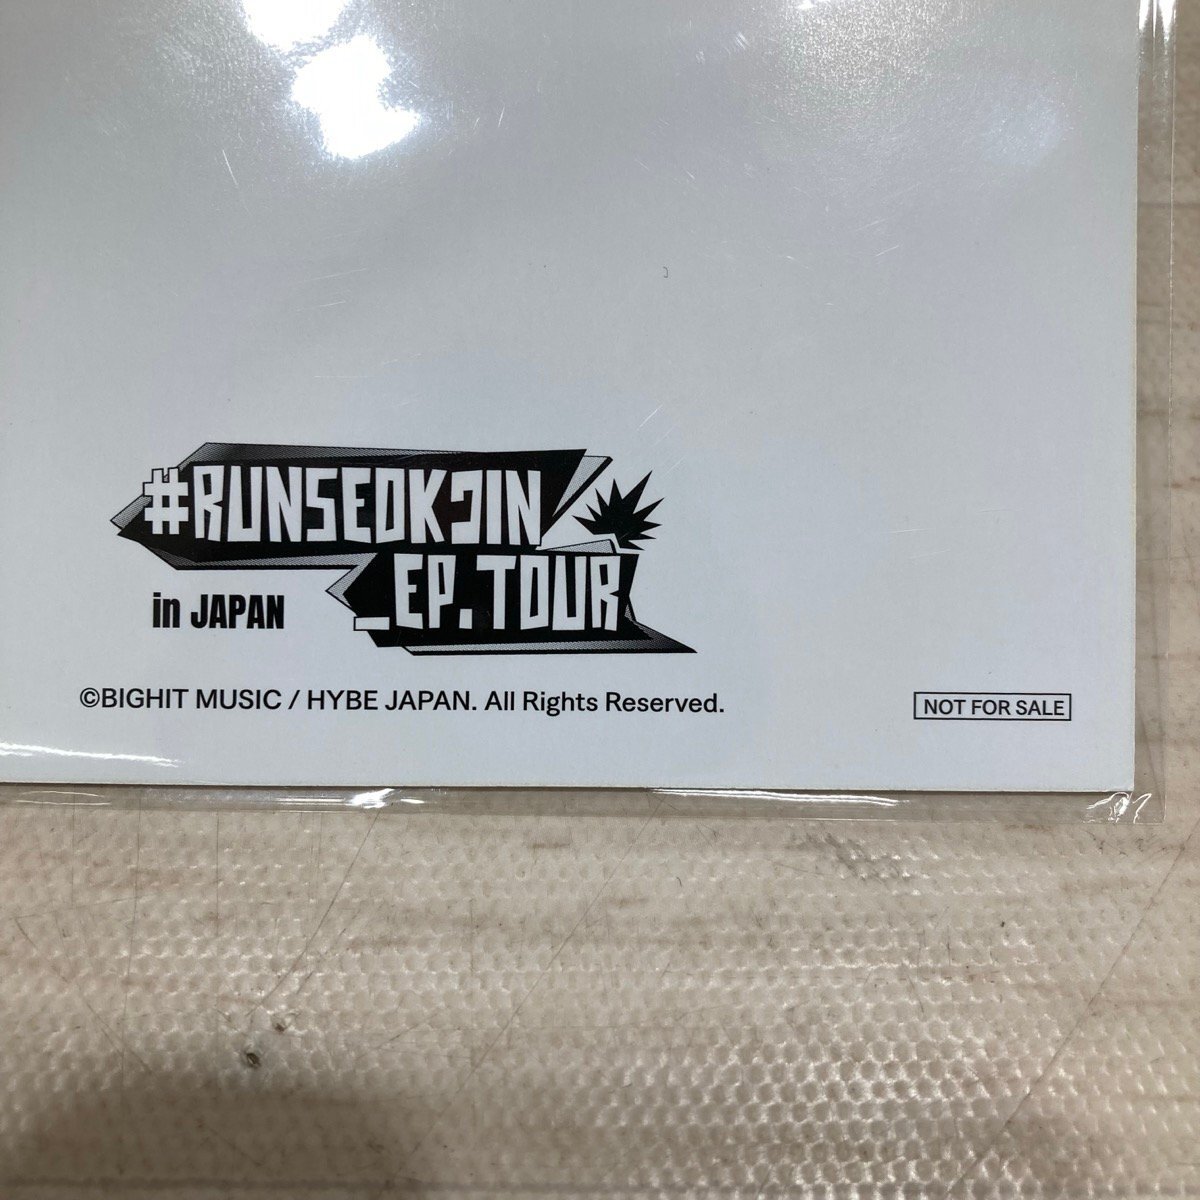 #RUNSEOKJIN
_EP.TOUR
in JAPAN
©BIGHIT MUSIC / HYBE JAPAN. All Rights Reserved.
NOT FOR SALE